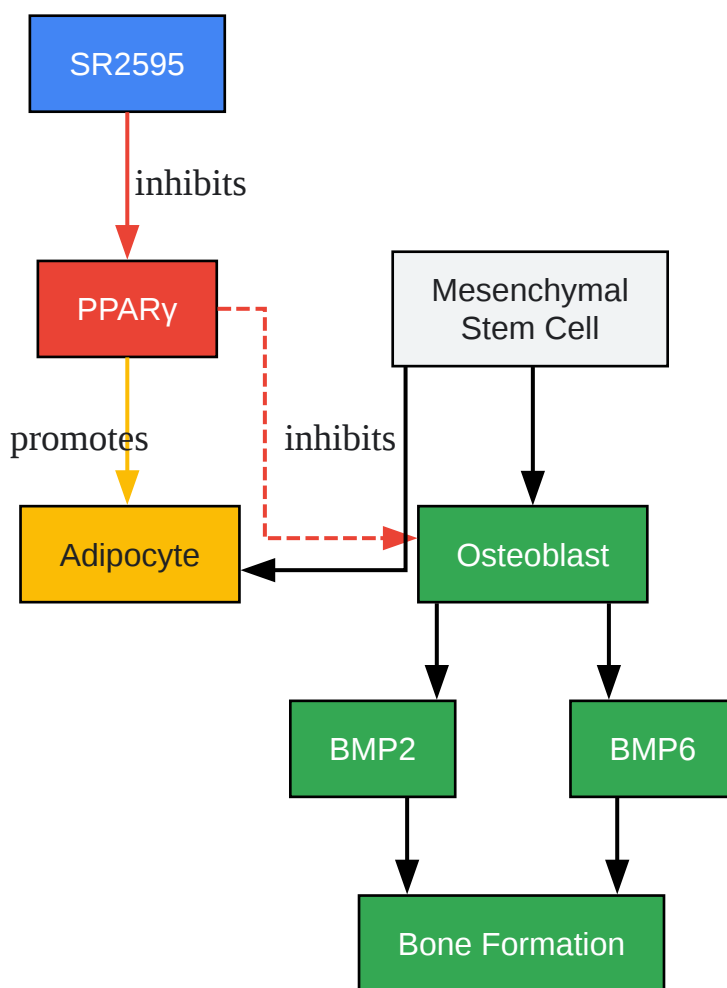 SR2595
inhibits
PPARγ
Mesenchymal
Stem Cell
promotes
inhibits
Adipocyte
Osteoblast
BMP2
BMP6
Bone Formation